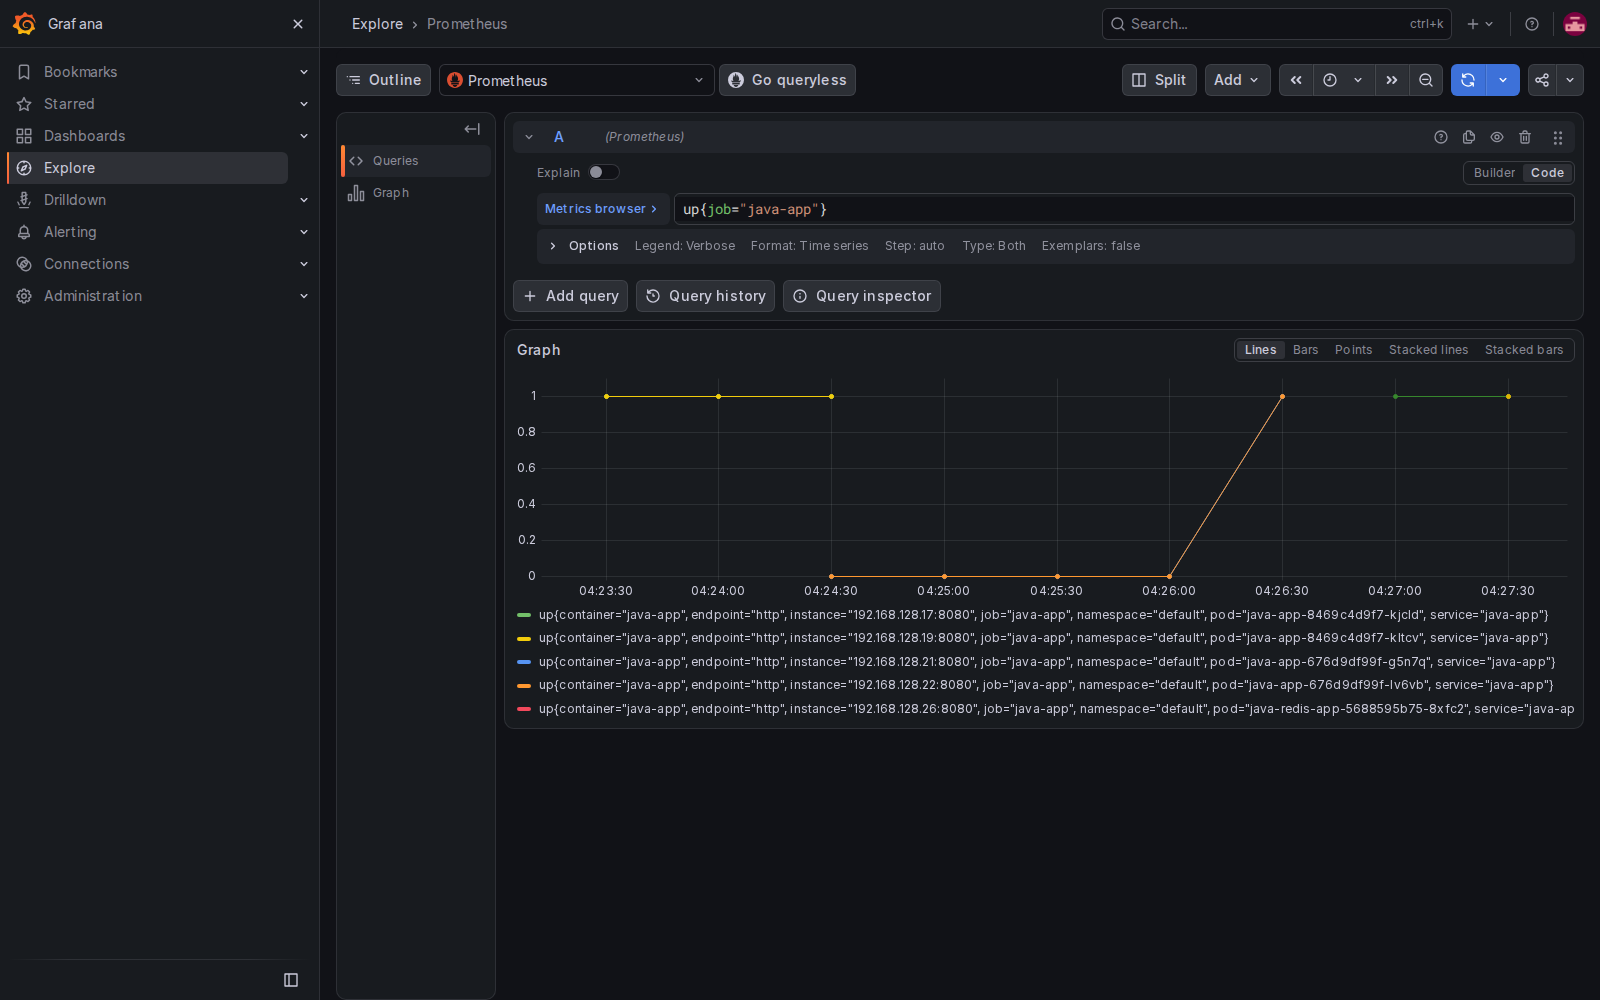 Grafana
Explore › Prometheus
Search...
ctrl+k
Bookmarks
Starred
Dashboards
Explore
Drilldown
Alerting
Connections
Administration
Outline
Prometheus
Go queryless
Split
Add
Queries
Graph
A
(Prometheus)
Explain
Builder
Code
Metrics browser >
up{job="java-app"}
Options
Legend: Verbose
Format: Time series
Step: auto
Type: Both
Exemplars: false
+ Add query
Query history
Query inspector
Graph
Lines
Bars
Points
Stacked lines
Stacked bars
1
0.8
0.6
0.4
0.2
0
04:23:30
04:24:00
04:24:30
04:25:00
04:25:30
04:26:00
04:26:30
04:27:00
04:27:30
up{container="java-app", endpoint="http", instance="192.168.128.17:8080", job="java-app", namespace="default", pod="java-app-8469c4d9f7-kjcld", service="java-app"}
up{container="java-app", endpoint="http", instance="192.168.128.19:8080", job="java-app", namespace="default", pod="java-app-8469c4d9f7-kltcv", service="java-app"}
up{container="java-app", endpoint="http", instance="192.168.128.21:8080", job="java-app", namespace="default", pod="java-app-676d9df99f-g5n7q", service="java-app"}
up{container="java-app", endpoint="http", instance="192.168.128.22:8080", job="java-app", namespace="default", pod="java-app-676d9df99f-lv6vb", service="java-app"}
up{container="java-app", endpoint="http", instance="192.168.128.26:8080", job="java-app", namespace="default", pod="java-redis-app-5688595b75-8xfc2", service="java-ap